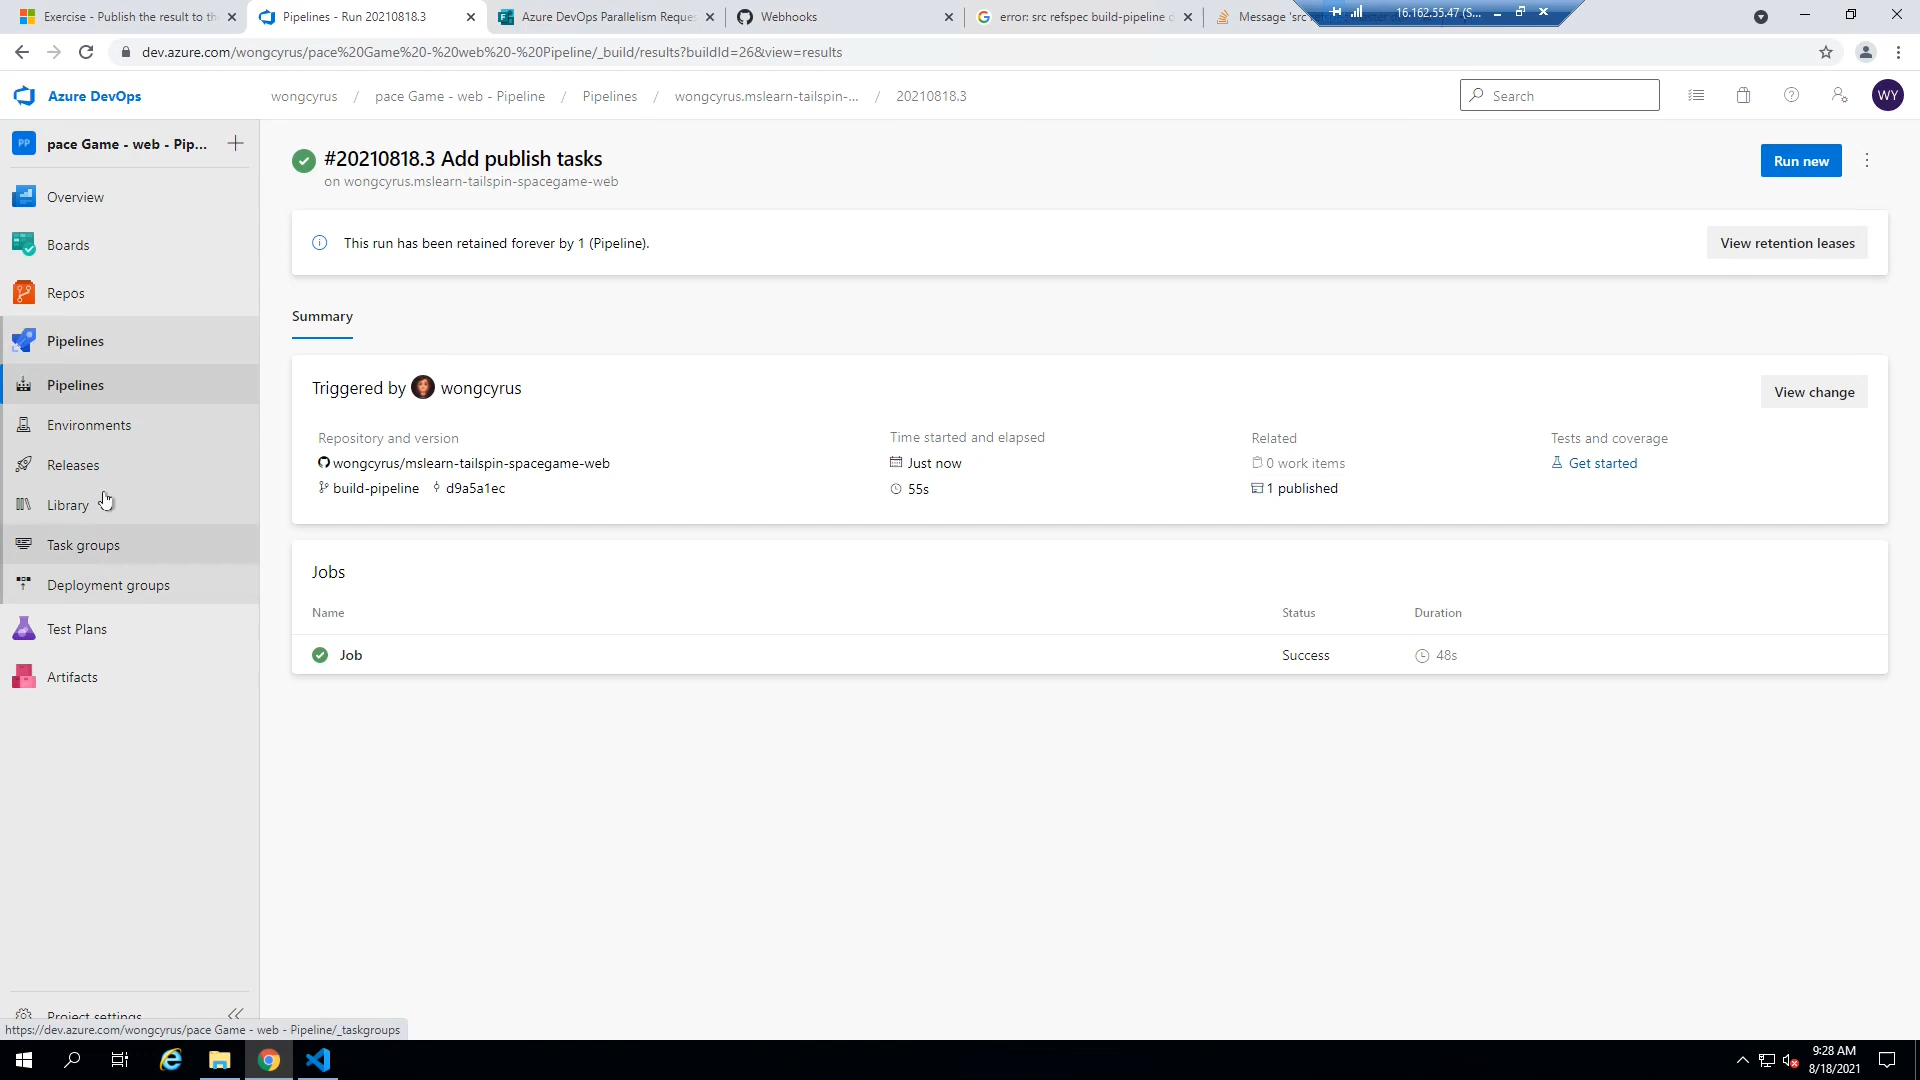 Exercise - Publish the result to th
Pipelines - Run 20210818.3
Azure DevOps Parallelism Reques
Webhooks
error: src refspec build-pipeline d
Message 'src
16.162.55.47 (S...
dev.azure.com/wongcyrus/pace%20Game%20-%20web%20-%20Pipeline/_build/results?buildId=26&view=results
Azure DevOps
wongcyrus / pace Game - web - Pipeline / Pipelines / wongcyrus.mslearn-tailspin-... / 20210818.3
Search
WY
PP
pace Game - web - Pip...
Overview
Boards
Repos
Pipelines
Pipelines
Environments
Releases
Library
Task groups
Deployment groups
Test Plans
Artifacts
Project settings
https://dev.azure.com/wongcyrus/pace Game - web - Pipeline/_taskgroups
#20210818.3 Add publish tasks
on wongcyrus.mslearn-tailspin-spacegame-web
Run new
This run has been retained forever by 1 (Pipeline).
View retention leases
Summary
Triggered by wongcyrus
View change
Repository and version
wongcyrus/mslearn-tailspin-spacegame-web
build-pipeline d9a5a1ec
Time started and elapsed
Just now
55s
Related
0 work items
1 published
Tests and coverage
Get started
Jobs
Name Status Duration
Job Success 48s
9:28 AM
8/18/2021